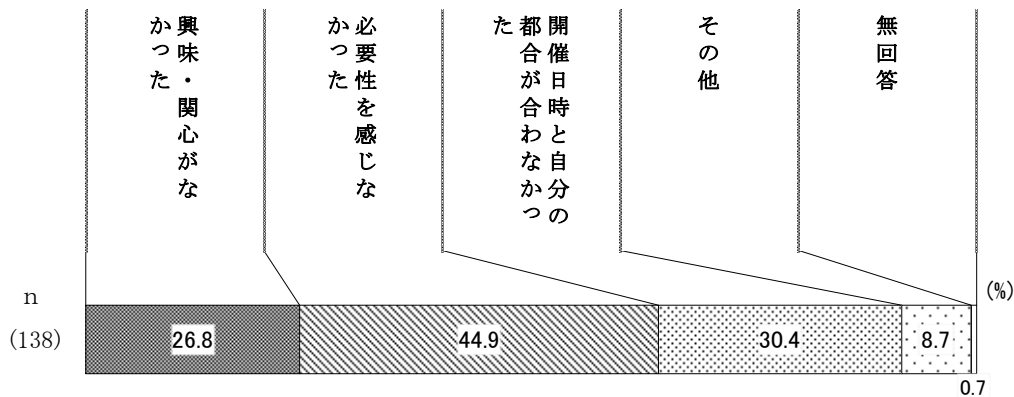 興味・関心がな
かった
必要性を感じな
かった
開催日時と自分の
都合が合わなかっ
た
その他
無回答
(%)
n
(138)
26.8
44.9
30.4
8.7
0.7